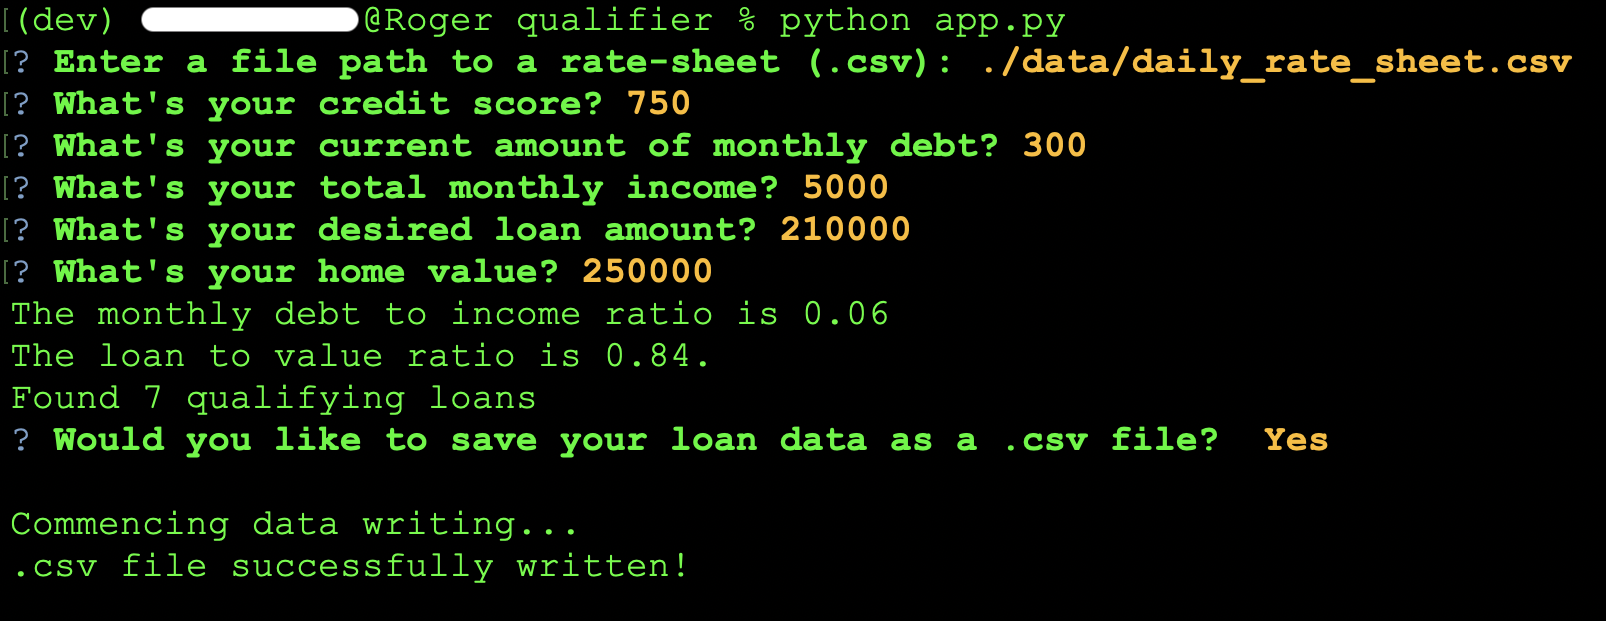 [(dev) @Roger qualifier % python app.py
[? Enter a file path to a rate-sheet (.csv): ./data/daily_rate_sheet.csv
[? What's your credit score? 750
[? What's your current amount of monthly debt? 300
[? What's your total monthly income? 5000
[? What's your desired loan amount? 210000
[? What's your home value? 250000
The monthly debt to income ratio is 0.06
The loan to value ratio is 0.84.
Found 7 qualifying loans
? Would you like to save your loan data as a .csv file?  Yes
Commencing data writing...
.csv file successfully written!